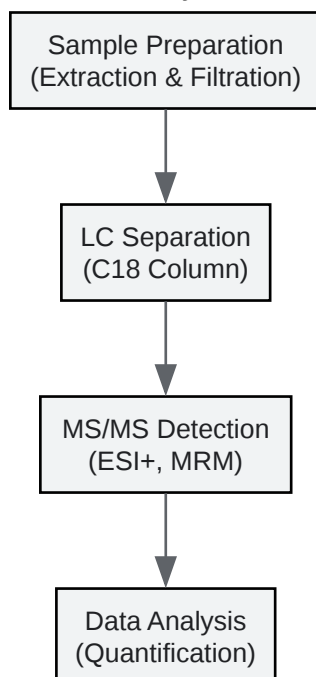 Sample Preparation
(Extraction & Filtration)
LC Separation
(C18 Column)
MS/MS Detection
(ESI+, MRM)
Data Analysis
(Quantification)